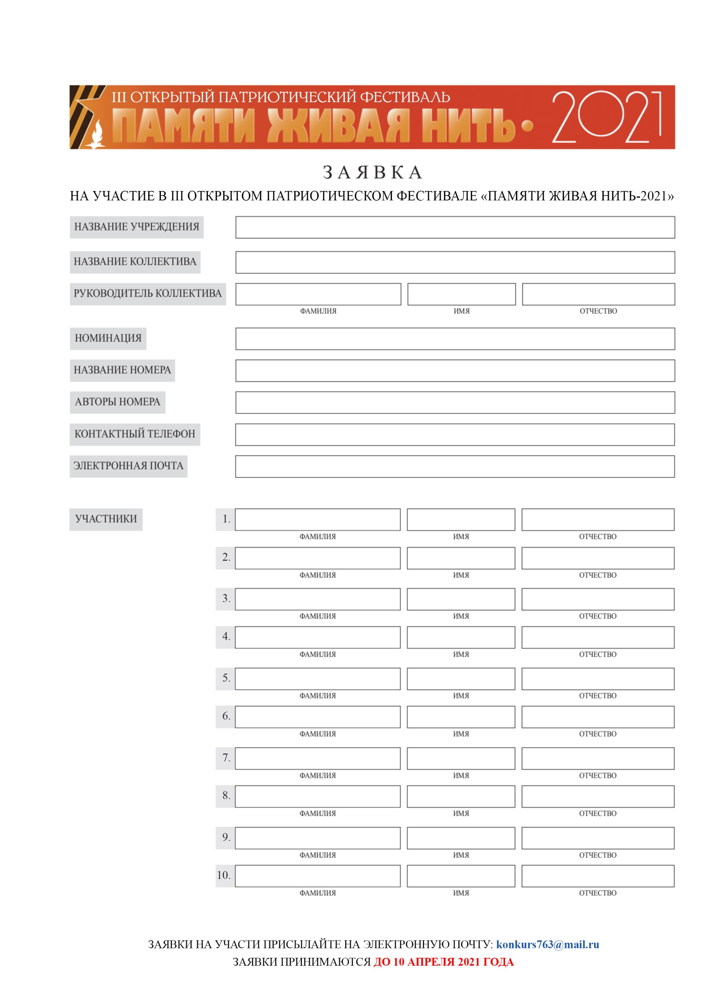 III ОТКРЫТЫЙ ПАТРИОТИЧЕСКИЙ ФЕСТИВАЛЬ
ПАМЯТИ ЖИВАЯ НИТЬ • 2021
ЗАЯВКА
НА УЧАСТИЕ В III ОТКРЫТОМ ПАТРИОТИЧЕСКОМ ФЕСТИВАЛЕ «ПАМЯТИ ЖИВАЯ НИТЬ-2021»
НАЗВАНИЕ УЧРЕЖДЕНИЯ
НАЗВАНИЕ КОЛЛЕКТИВА
РУКОВОДИТЕЛЬ КОЛЛЕКТИВА
ФАМИЛИЯ ИМЯ ОТЧЕСТВО
НОМИНАЦИЯ
НАЗВАНИЕ НОМЕРА
АВТОРЫ НОМЕРА
КОНТАКТНЫЙ ТЕЛЕФОН
ЭЛЕКТРОННАЯ ПОЧТА
УЧАСТНИКИ 1.
ФАМИЛИЯ ИМЯ ОТЧЕСТВО
2.
ФАМИЛИЯ ИМЯ ОТЧЕСТВО
3.
ФАМИЛИЯ ИМЯ ОТЧЕСТВО
4.
ФАМИЛИЯ ИМЯ ОТЧЕСТВО
5.
ФАМИЛИЯ ИМЯ ОТЧЕСТВО
6.
ФАМИЛИЯ ИМЯ ОТЧЕСТВО
7.
ФАМИЛИЯ ИМЯ ОТЧЕСТВО
8.
ФАМИЛИЯ ИМЯ ОТЧЕСТВО
9.
ФАМИЛИЯ ИМЯ ОТЧЕСТВО
10.
ФАМИЛИЯ ИМЯ ОТЧЕСТВО
ЗАЯВКИ НА УЧАСТИ ПРИСЫЛАЙТЕ НА ЭЛЕКТРОННУЮ ПОЧТУ: konkurs763@mail.ru
ЗАЯВКИ ПРИНИМАЮТСЯ ДО 10 АПРЕЛЯ 2021 ГОДА